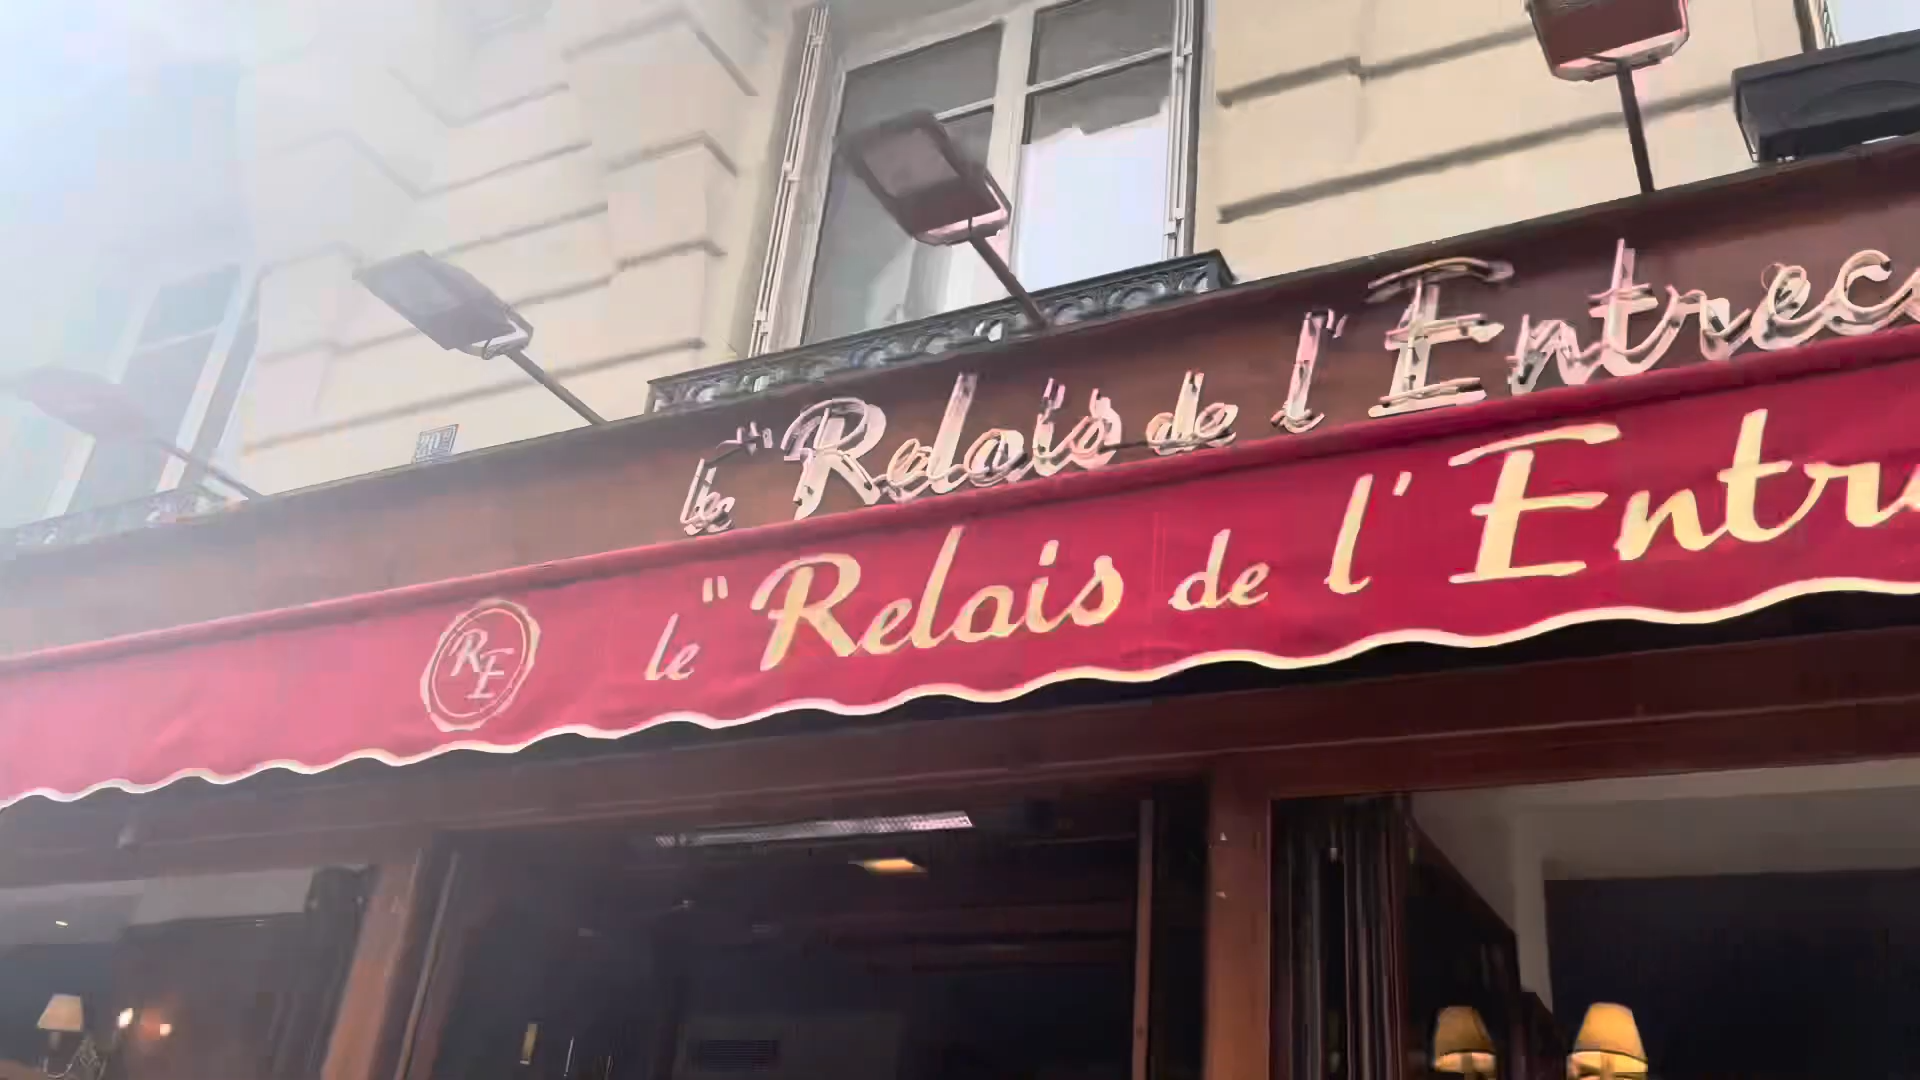 le "Relais de l'Entrec
RE
le "Relais de l'Entr